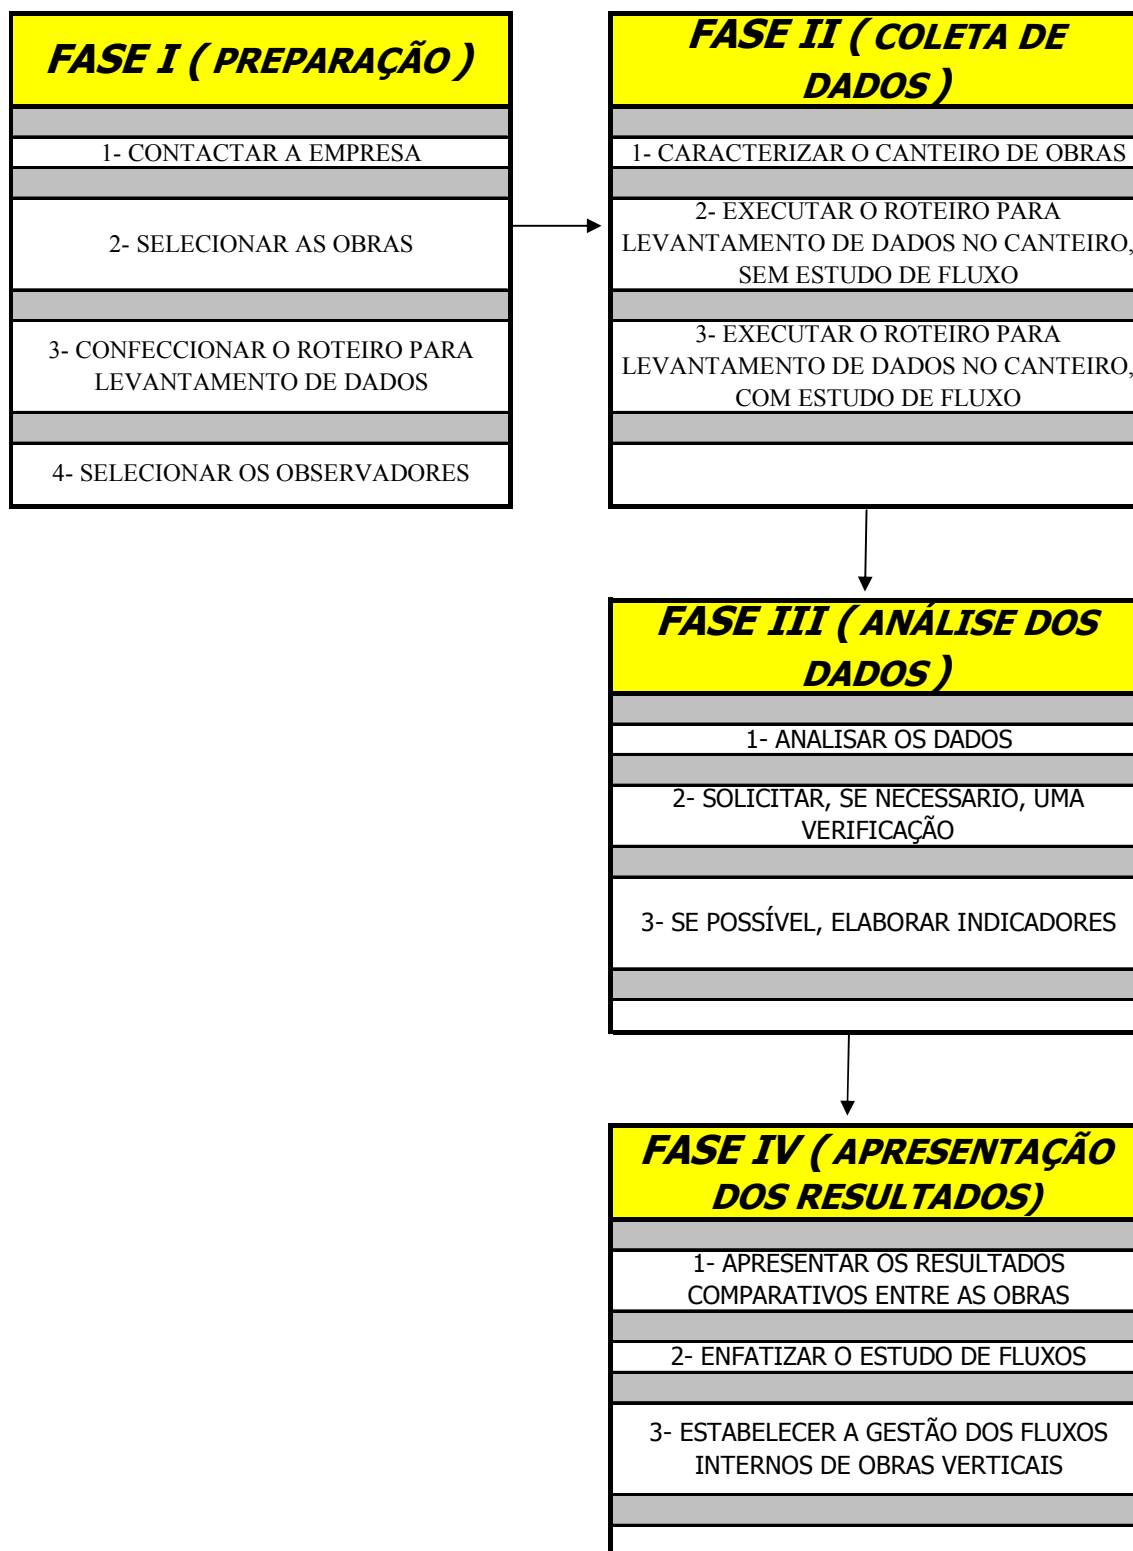 FASE I ( PREPARAÇÃO )
1- CONTACTAR A EMPRESA
2- SELECIONAR AS OBRAS
3- CONFECCIONAR O ROTEIRO PARA
LEVANTAMENTO DE DADOS
4- SELECIONAR OS OBSERVADORES
FASE II ( COLETA DE
DADOS )
1- CARACTERIZAR O CANTEIRO DE OBRAS
2- EXECUTAR O ROTEIRO PARA
LEVANTAMENTO DE DADOS NO CANTEIRO,
SEM ESTUDO DE FLUXO
3- EXECUTAR O ROTEIRO PARA
LEVANTAMENTO DE DADOS NO CANTEIRO,
COM ESTUDO DE FLUXO
FASE III ( ANÁLISE DOS
DADOS )
1- ANALISAR OS DADOS
2- SOLICITAR, SE NECESSARIO, UMA
VERIFICAÇÃO
3- SE POSSÍVEL, ELABORAR INDICADORES
FASE IV ( APRESENTAÇÃO
DOS RESULTADOS)
1- APRESENTAR OS RESULTADOS
COMPARATIVOS ENTRE AS OBRAS
2- ENFATIZAR O ESTUDO DE FLUXOS
3- ESTABELECER A GESTÃO DOS FLUXOS
INTERNOS DE OBRAS VERTICAIS